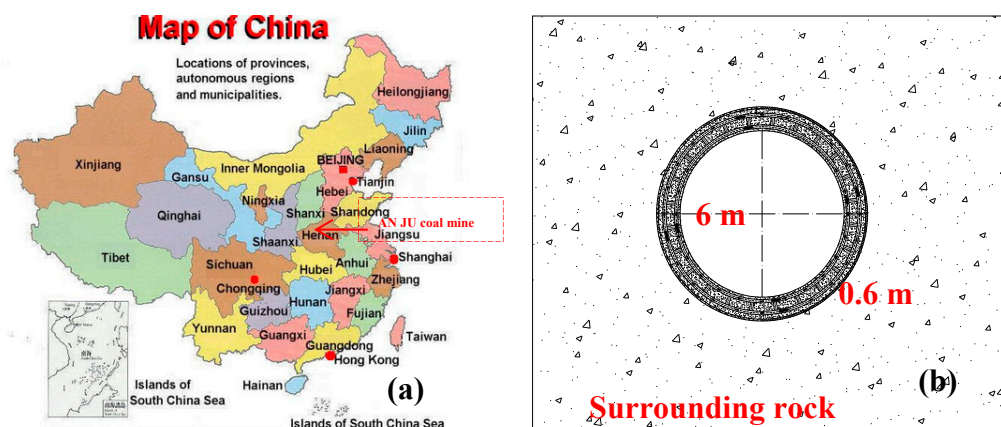 Map of China
Locations of provinces,
autonomous regions
and municipalities.
Heilongjiang
Jilin
Liaoning
Xinjiang
Inner Mongolia
BEIJING
Gansu
Tianjin
Hebei
Ningxia
Shanxi
Shandong
Qinghai
AN JU coal mine
Henan
Jiangsu
Shaanxi
Tibet
Sichuan
Anhui
Shanghai
Hubei
Zhejiang
Chongqing
Hunan
Jiangxi
Guizhou
Fujian
Yunnan
Guangxi
Taiwan
Guangdong
Hong Kong
Hainan
Islands of
South China Sea
(a)
Islands of South China Sea
6 m
0.6 m
(b)
Surrounding rock